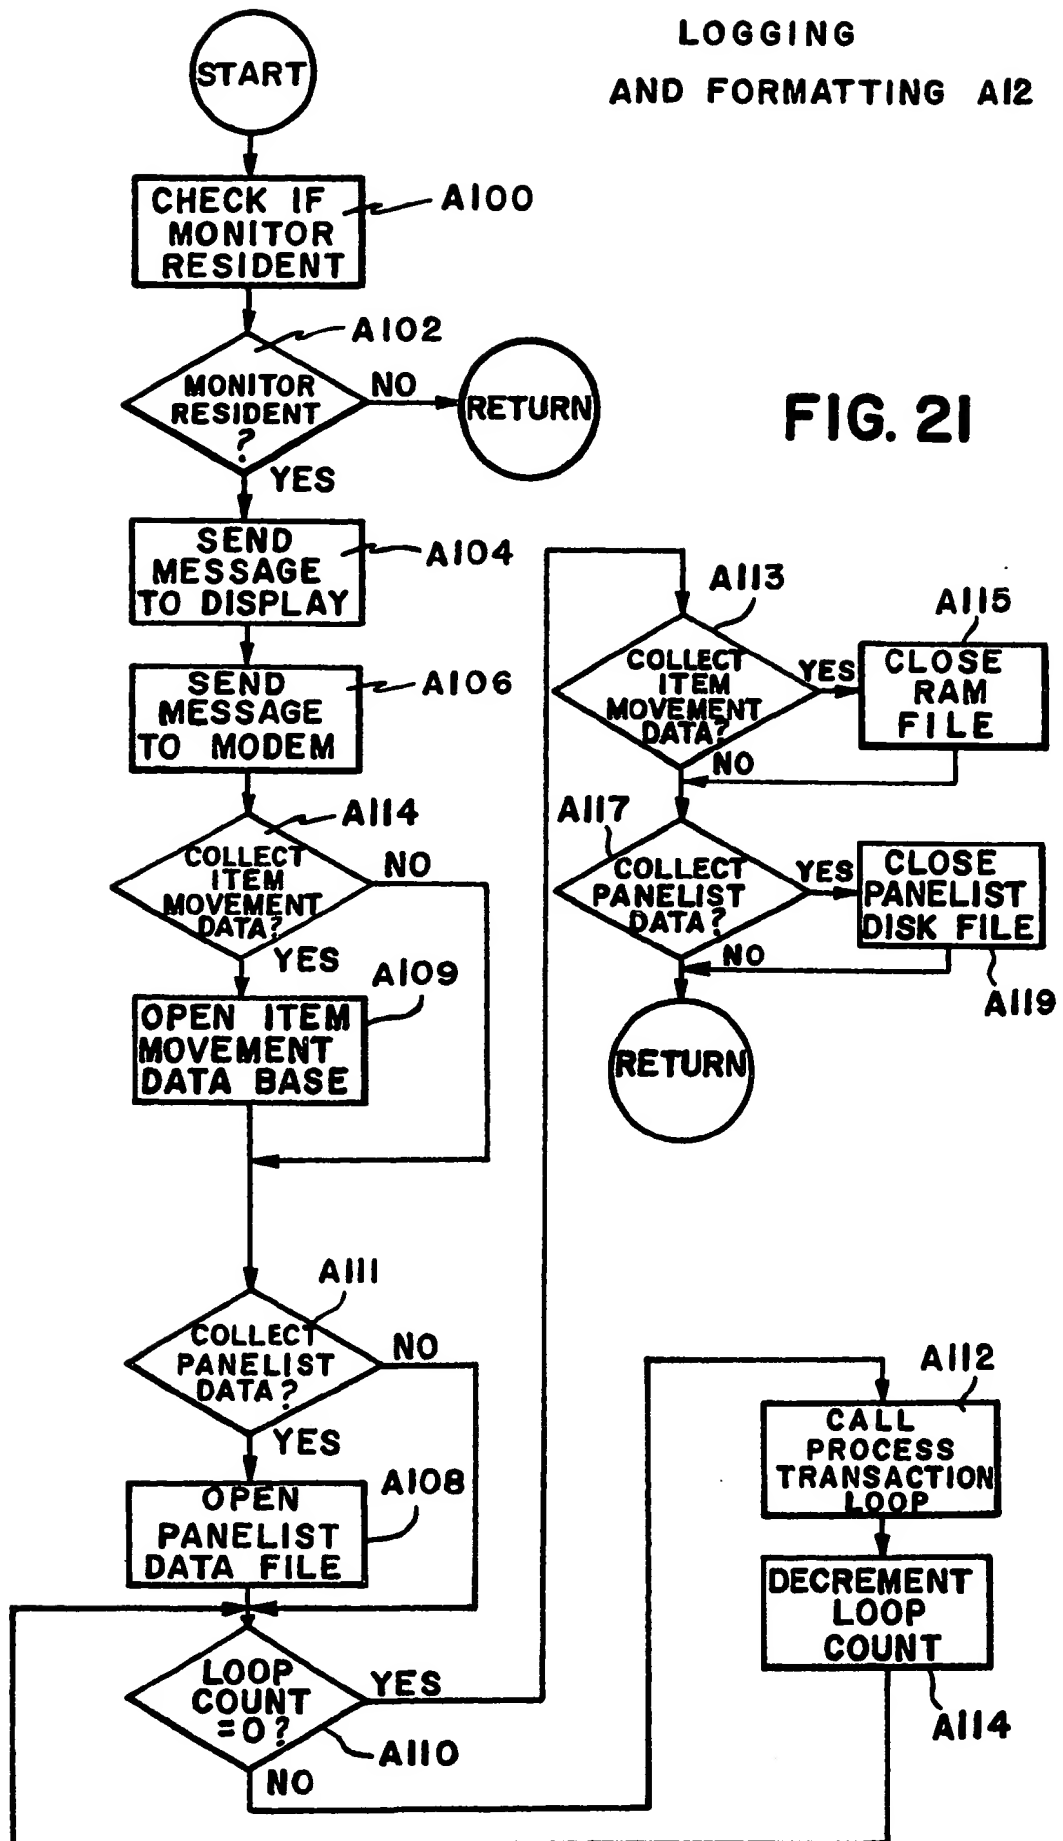 LOGGING
AND FORMATTING A12
START
CHECK IF
MONITOR
RESIDENT
A100
A102
MONITOR
RESIDENT
?
NO
RETURN
YES
FIG. 21
SEND
MESSAGE
TO DISPLAY
A104
SEND
MESSAGE
TO MODEM
A106
A114
COLLECT
ITEM
MOVEMENT
DATA?
NO
YES
A109
OPEN ITEM
MOVEMENT
DATA BASE
A111
COLLECT
PANELIST
DATA?
NO
YES
A108
OPEN
PANELIST
DATA FILE
LOOP
COUNT
=0?
YES
A110
NO
A113
COLLECT
ITEM
MOVEMENT
DATA?
YES
A115
CLOSE
RAM
FILE
NO
A117
COLLECT
PANELIST
DATA?
YES
CLOSE
PANELIST
DISK FILE
A119
NO
RETURN
A112
CALL
PROCESS
TRANSACTION
LOOP
DECREMENT
LOOP
COUNT
A114